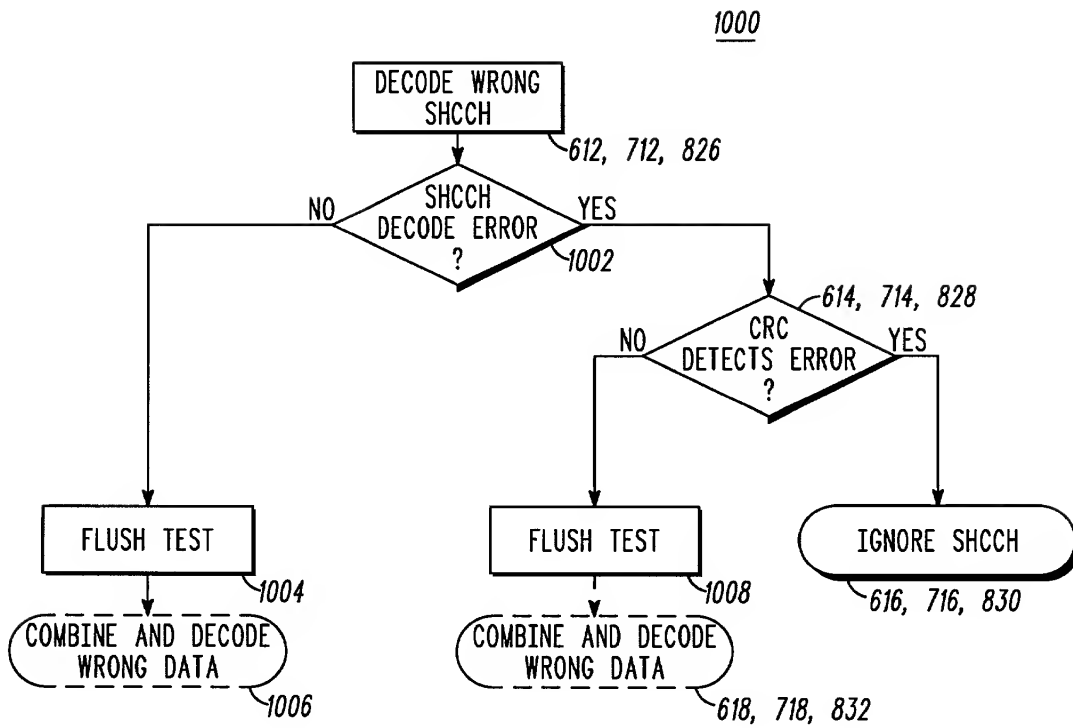 1000
DECODE WRONG
SHCCH
612, 712, 826
SHCCH
DECODE ERROR
?
NO
YES
1002
614, 714, 828
CRC
DETECTS ERROR
?
NO
YES
FLUSH TEST
1004
COMBINE AND DECODE
WRONG DATA
1006
FLUSH TEST
1008
COMBINE AND DECODE
WRONG DATA
618, 718, 832
IGNORE SHCCH
616, 716, 830